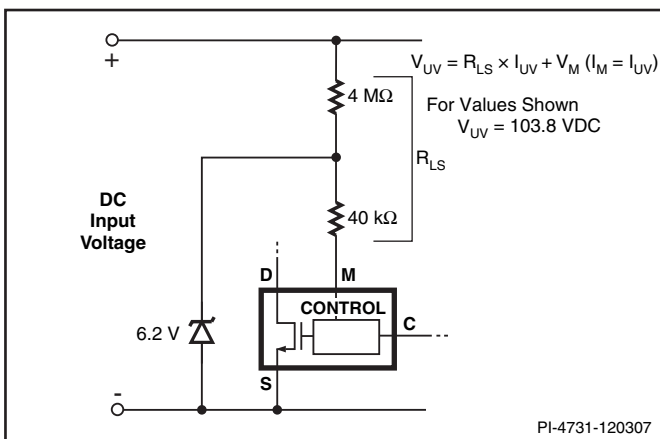 +
V_UV = R_LS × I_UV + V_M (I_M = I_UV)
4 MΩ
For Values Shown
V_UV = 103.8 VDC
R_LS
DC
Input
Voltage
40 kΩ
D
M
CONTROL
C
6.2 V
S
-
PI-4731-120307